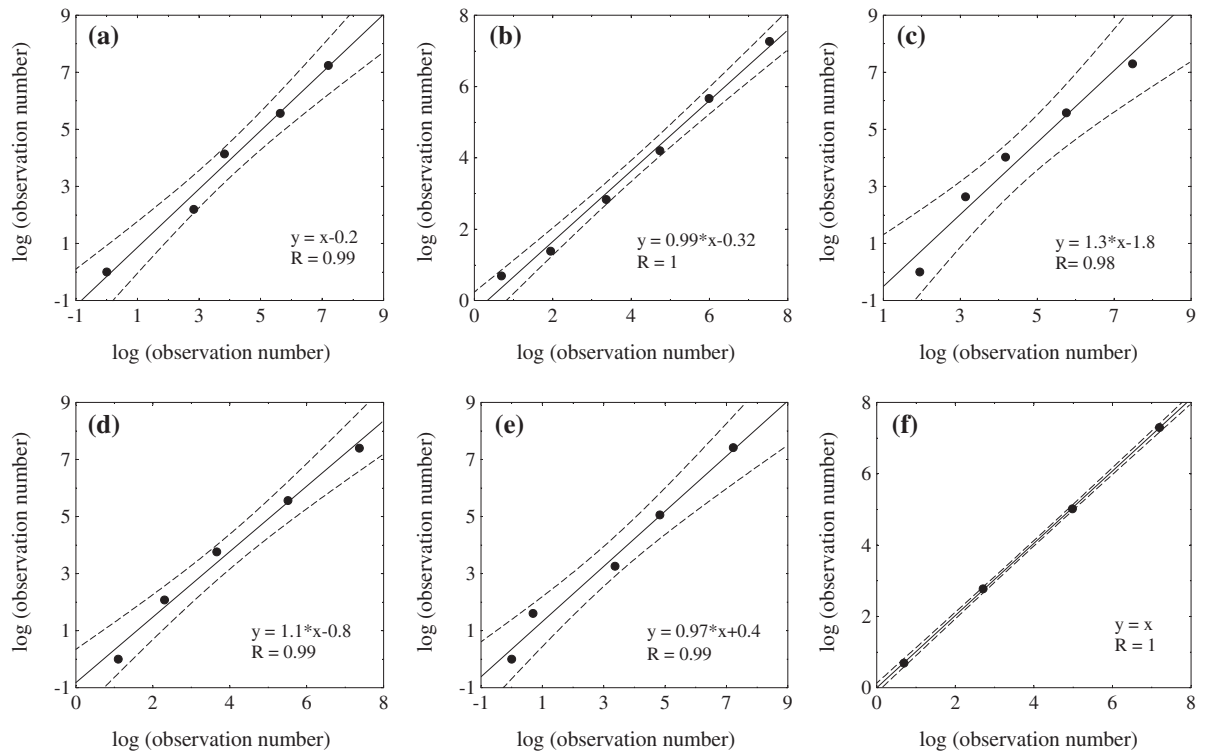 (a)
log (observation number)
9
7
5
3
1
-1
y = x-0.2
R = 0.99
-1 1 3 5 7 9
log (observation number)
(b)
log (observation number)
8
6
4
2
0
y = 0.99*x-0.32
R = 1
0 2 4 6 8
log (observation number)
(c)
log (observation number)
9
7
5
3
1
-1
y = 1.3*x-1.8
R= 0.98
1 3 5 7 9
log (observation number)
(d)
log (observation number)
9
7
5
3
1
-1
y = 1.1*x-0.8
R = 0.99
0 2 4 6 8
log (observation number)
(e)
log (observation number)
9
7
5
3
1
-1
y = 0.97*x+0.4
R = 0.99
-1 1 3 5 7 9
log (observation number)
(f)
log (observation number)
8
6
4
2
0
y = x
R = 1
0 2 4 6 8
log (observation number)